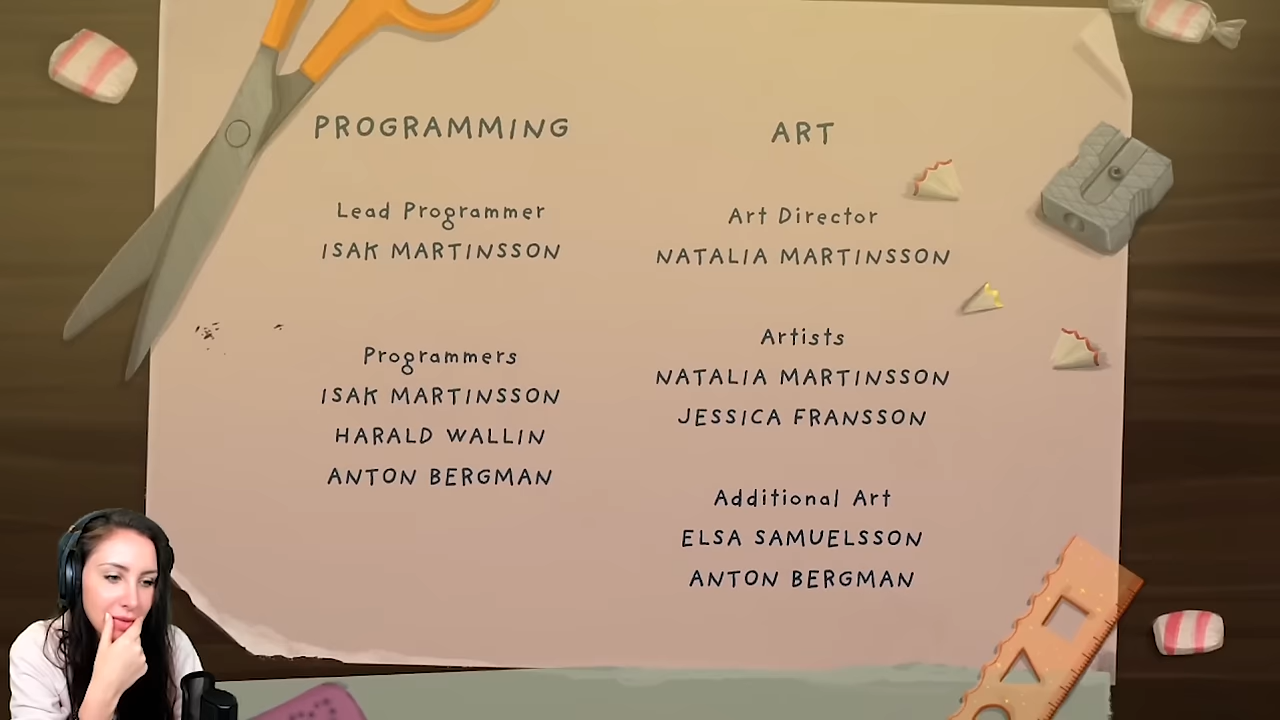 PROGRAMMING
Lead Programmer
ISAK MARTINSSON
Programmers
ISAK MARTINSSON
HARALD WALLIN
ANTON BERGMAN
ART
Art Director
NATALIA MARTINSSON
Artists
NATALIA MARTINSSON
JESSICA FRANSSON
Additional Art
ELSA SAMUELSSON
ANTON BERGMAN